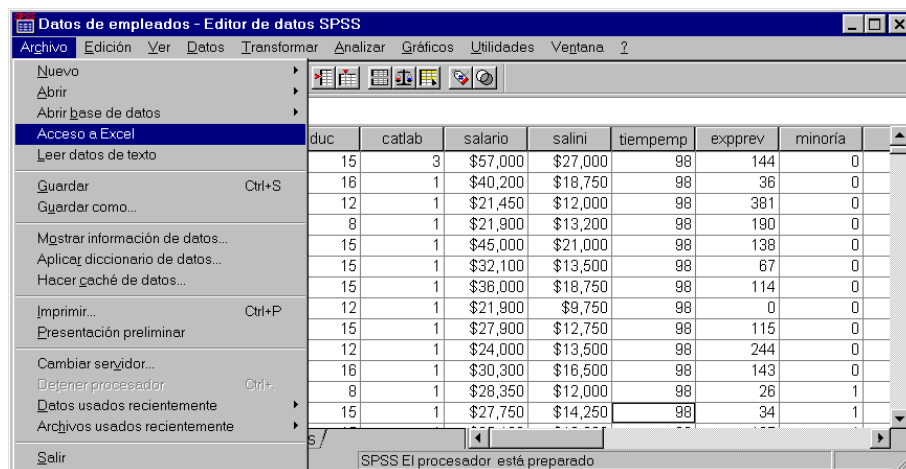 Datos de empleados - Editor de datos SPSS
Archivo Edición Ver Datos Transformar Analizar Gráficos Utilidades Ventana ?
Nuevo
Abrir
Abrir base de datos
Acceso a Excel
Leer datos de texto
Guardar Ctrl+S
Guardar como...
Mostrar información de datos...
Aplicar diccionario de datos...
Hacer caché de datos...
Imprimir... Ctrl+P
Presentación preliminar
Cambiar servidor...
Detener procesador Ctrl+.
Datos usados recientemente
Archivos usados recientemente
Salir
duc catlab salario salini tiempemp expprev minoría
15 3 $57,000 $27,000 98 144 0
16 1 $40,200 $18,750 98 36 0
12 1 $21,450 $12,000 98 381 0
8 1 $21,900 $13,200 98 190 0
15 1 $45,000 $21,000 98 138 0
15 1 $32,100 $13,500 98 67 0
15 1 $36,000 $18,750 98 114 0
12 1 $21,900 $9,750 98 0 0
15 1 $27,900 $12,750 98 115 0
12 1 $24,000 $13,500 98 244 0
16 1 $30,300 $16,500 98 143 0
8 1 $28,350 $12,000 98 26 1
15 1 $27,750 $14,250 98 34 1
SPSS El procesador está preparado